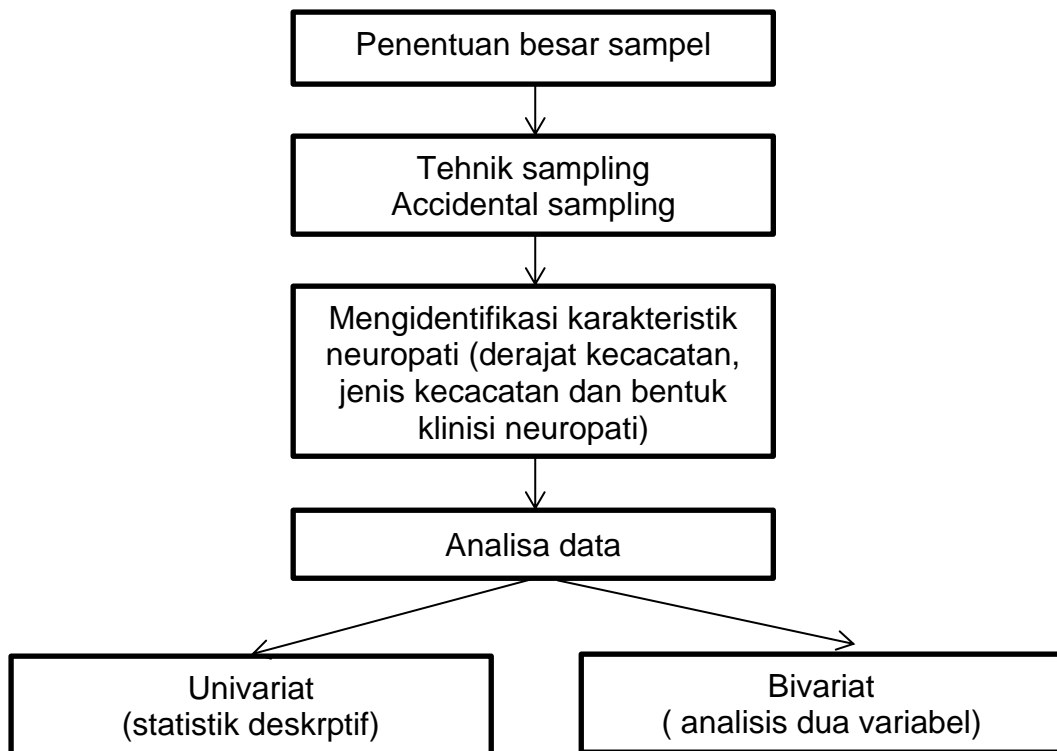 Penentuan besar sampel
Tehnik sampling
Accidental sampling
Mengidentifikasi karakteristik
neuropati (derajat kecacatan,
jenis kecacatan dan bentuk
klinisi neuropati)
Analisa data
Univariat
(statistik deskrptif)
Bivariat
( analisis dua variabel)